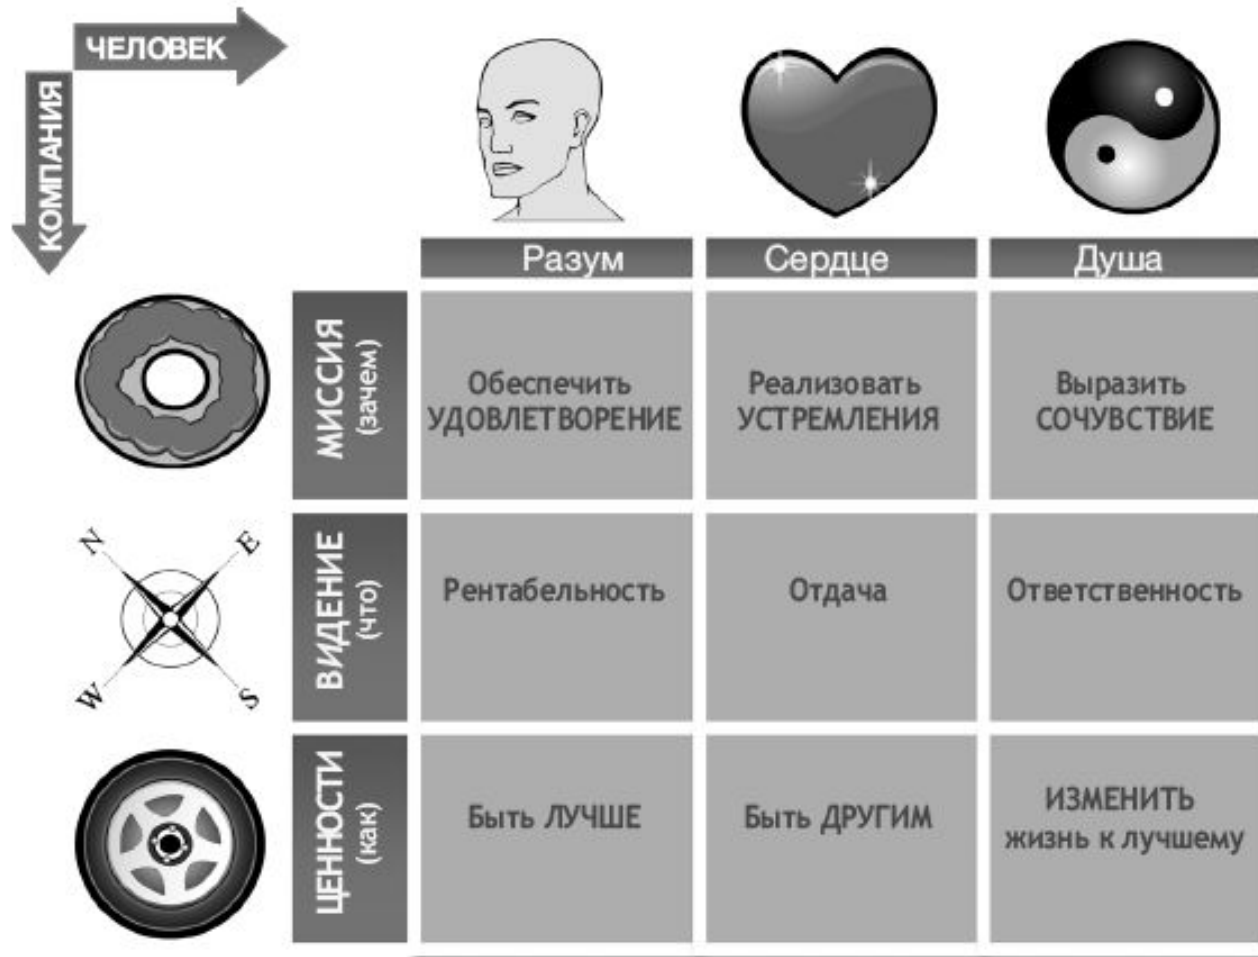 ЧЕЛОВЕК
КОМПАНИЯ
Разум
Сердце
Душа
МИССИЯ
(зачем)
Обеспечить
УДОВЛЕТВОРЕНИЕ
Реализовать
УСТРЕМЛЕНИЯ
Выразить
СОЧУВСТВИЕ
N
E
W
S
ВИДЕНИЕ
(что)
Рентабельность
Отдача
Ответственность
ЦЕННОСТИ
(как)
Быть ЛУЧШЕ
Быть ДРУГИМ
ИЗМЕНИТЬ
жизнь к лучшему